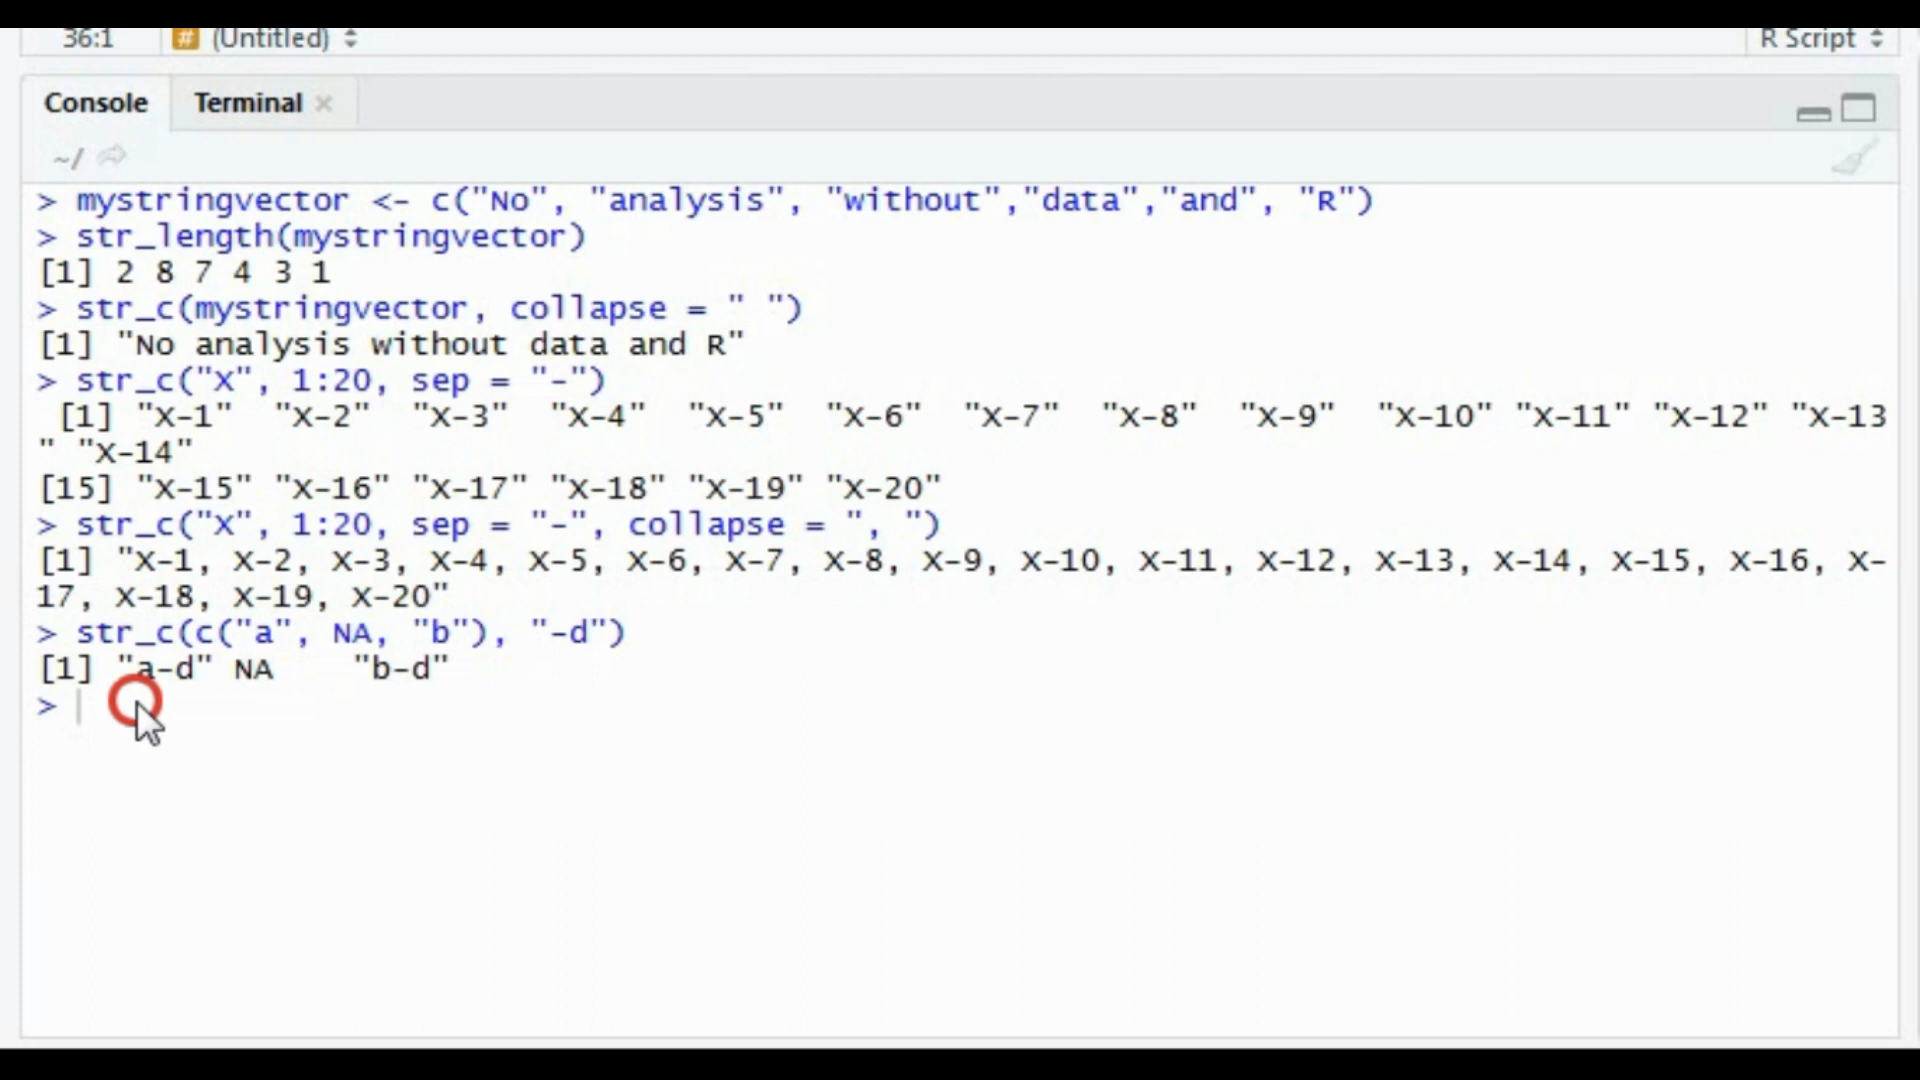 36:1 # (Untitled) R Script
Console Terminal
~/
> mystringvector <- c("No", "analysis", "without","data","and", "R")
> str_length(mystringvector)
[1] 2 8 7 4 3 1
> str_c(mystringvector, collapse = " ")
[1] "No analysis without data and R"
> str_c("X", 1:20, sep = "-")
[1] "X-1" "X-2" "X-3" "X-4" "X-5" "X-6" "X-7" "X-8" "X-9" "X-10" "X-11" "X-12" "X-13
" "X-14"
[15] "X-15" "X-16" "X-17" "X-18" "X-19" "X-20"
> str_c("X", 1:20, sep = "-", collapse = ", ")
[1] "X-1, X-2, X-3, X-4, X-5, X-6, X-7, X-8, X-9, X-10, X-11, X-12, X-13, X-14, X-15, X-16, X-
17, X-18, X-19, X-20"
> str_c(c("a", NA, "b"), "-d")
[1] "a-d" NA "b-d"
>